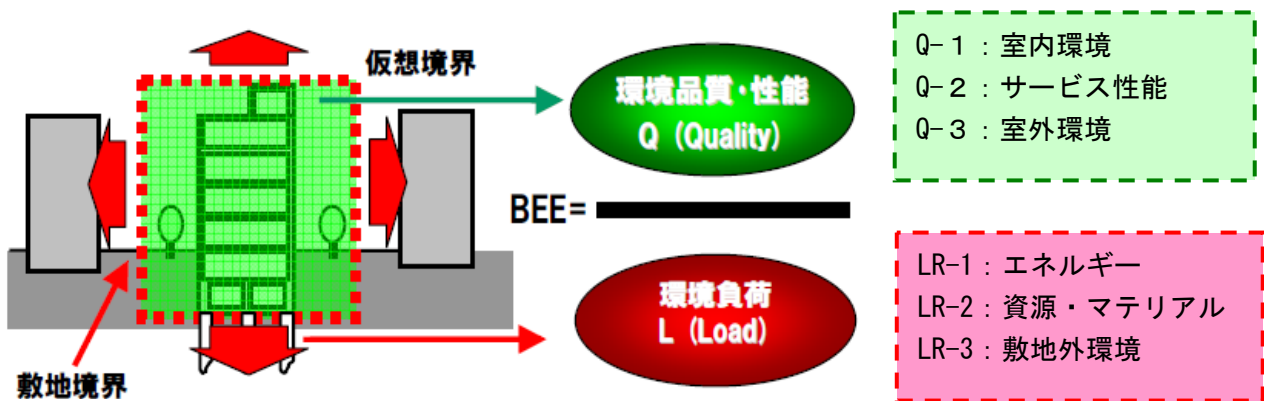 仮想境界
敷地境界
環境品質・性能
Q (Quality)
BEE=
環境負荷
L (Load)
Q-1：室内環境
Q-2：サービス性能
Q-3：室外環境
LR-1：エネルギー
LR-2：資源・マテリアル
LR-3：敷地外環境